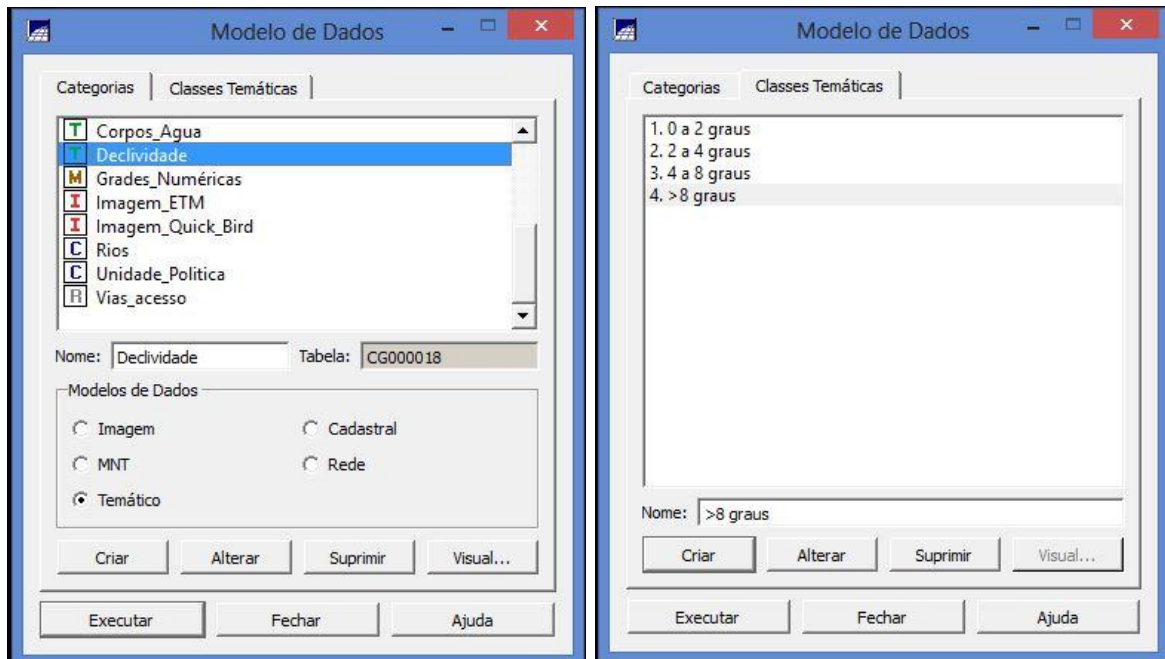 Modelo de Dados
Categorias Classes Temáticas
T Corpos_Agua
T Declividade
M Grades_Numéricas
I Imagem_ETM
I Imagem_Quick_Bird
C Rios
C Unidade_Politica
R Vias_acesso
Nome: Declividade Tabela: CG000018
Modelos de Dados
Imagem Cadastral
MNT Rede
Temático
Criar Alterar Suprimir Visual...
Executar Fechar Ajuda
Modelo de Dados
Categorias Classes Temáticas
1. 0 a 2 graus
2. 2 a 4 graus
3. 4 a 8 graus
4. >8 graus
Nome: >8 graus
Criar Alterar Suprimir Visual...
Executar Fechar Ajuda